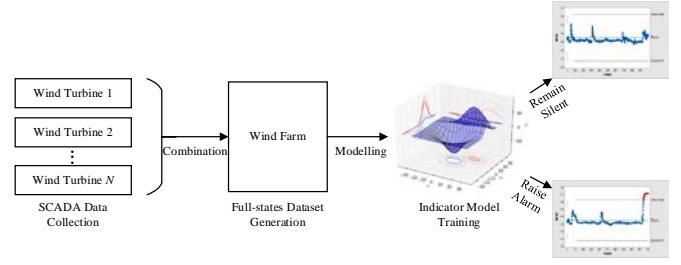 Wind Turbine 1
Wind Turbine 2
Wind Turbine N
SCADA Data
Collection
Combination
Wind Farm
Full-states Dataset
Generation
Modelling
Indicator Model
Training
Remain
Silent
Raise
Alarm